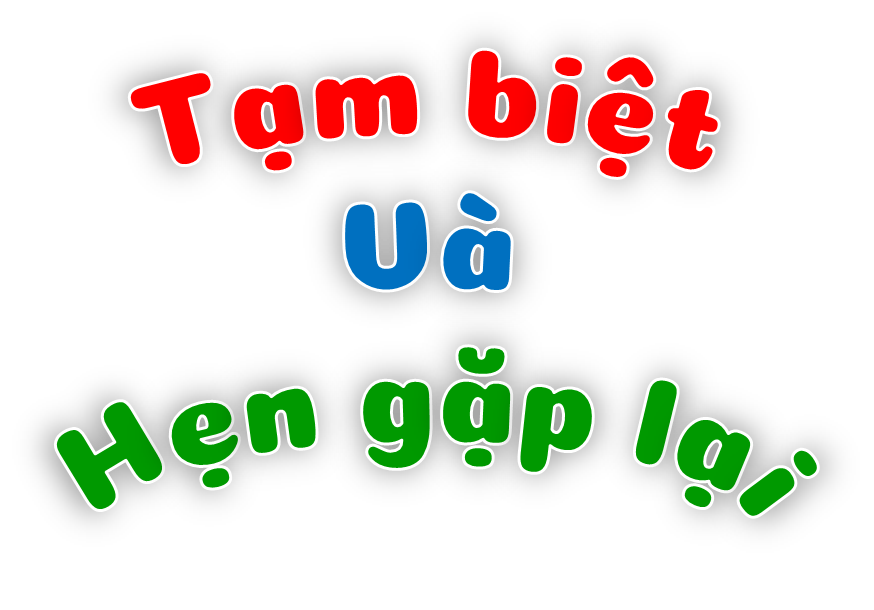 Tạm biệt
Uà
Hẹn gặp lại